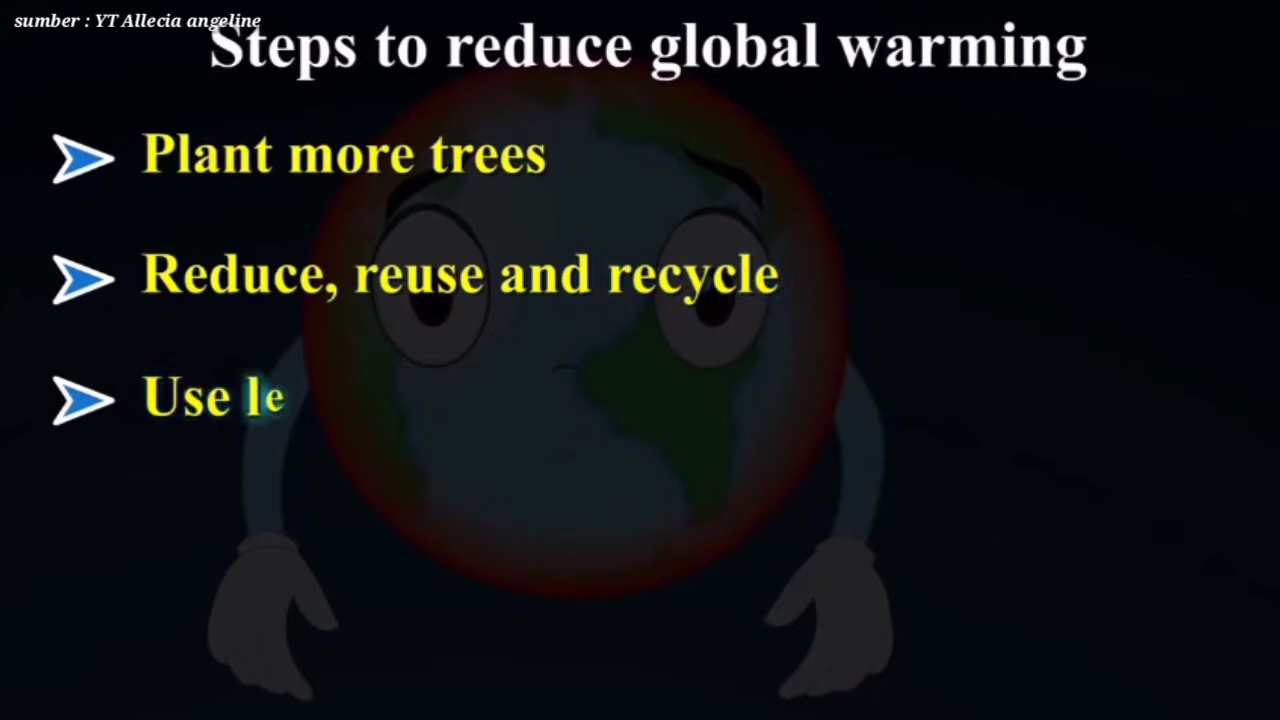 sumber : YT Allecia angeline
Steps to reduce global warming
Plant more trees
Reduce, reuse and recycle
Use le